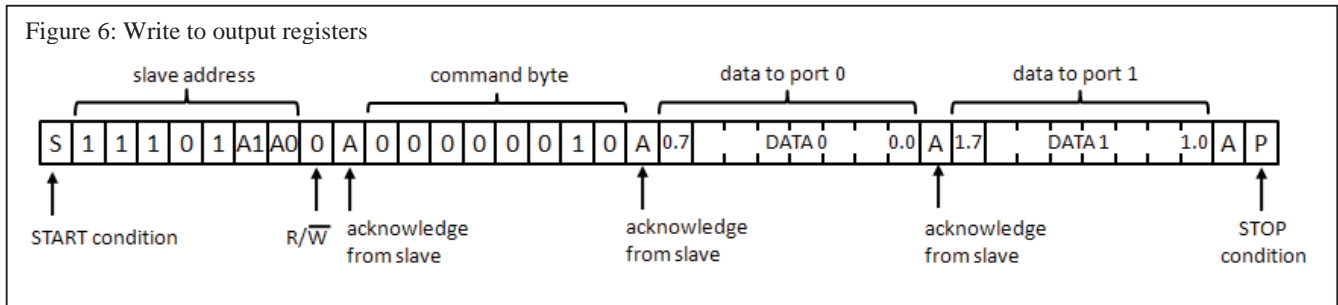 Figure 6: Write to output registers
slave address command byte data to port 0 data to port 1
S 1 1 1 0 1 A1 A0 0 A 0 0 0 0 0 0 1 0 A 0.7 DATA 0 0.0 A 1.7 DATA 1 1.0 A P
START condition R/W̅ acknowledge acknowledge acknowledge STOP
from slave from slave from slave condition